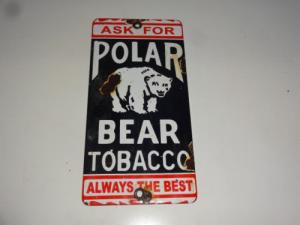 ASK FOR
POLAR
BEAR
TOBACCO
ALWAYS THE BEST